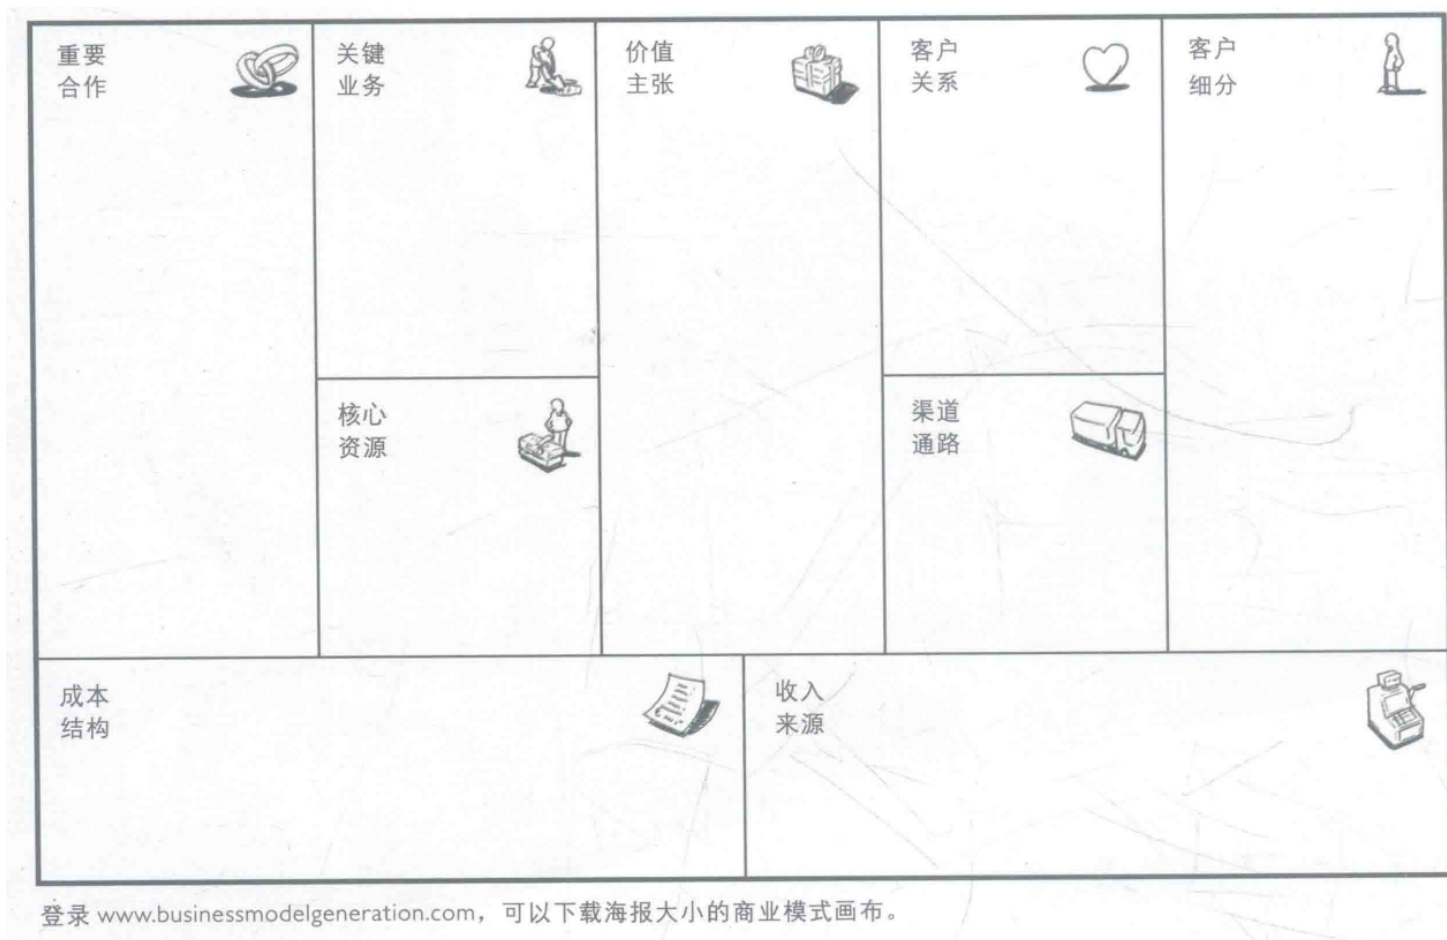 重要
合作
关键
业务
价值
主张
客户
关系
客户
细分
核心
资源
渠道
通路
成本
结构
收入
来源
登录 www.businessmodelgeneration.com，可以下载海报大小的商业模式画布。